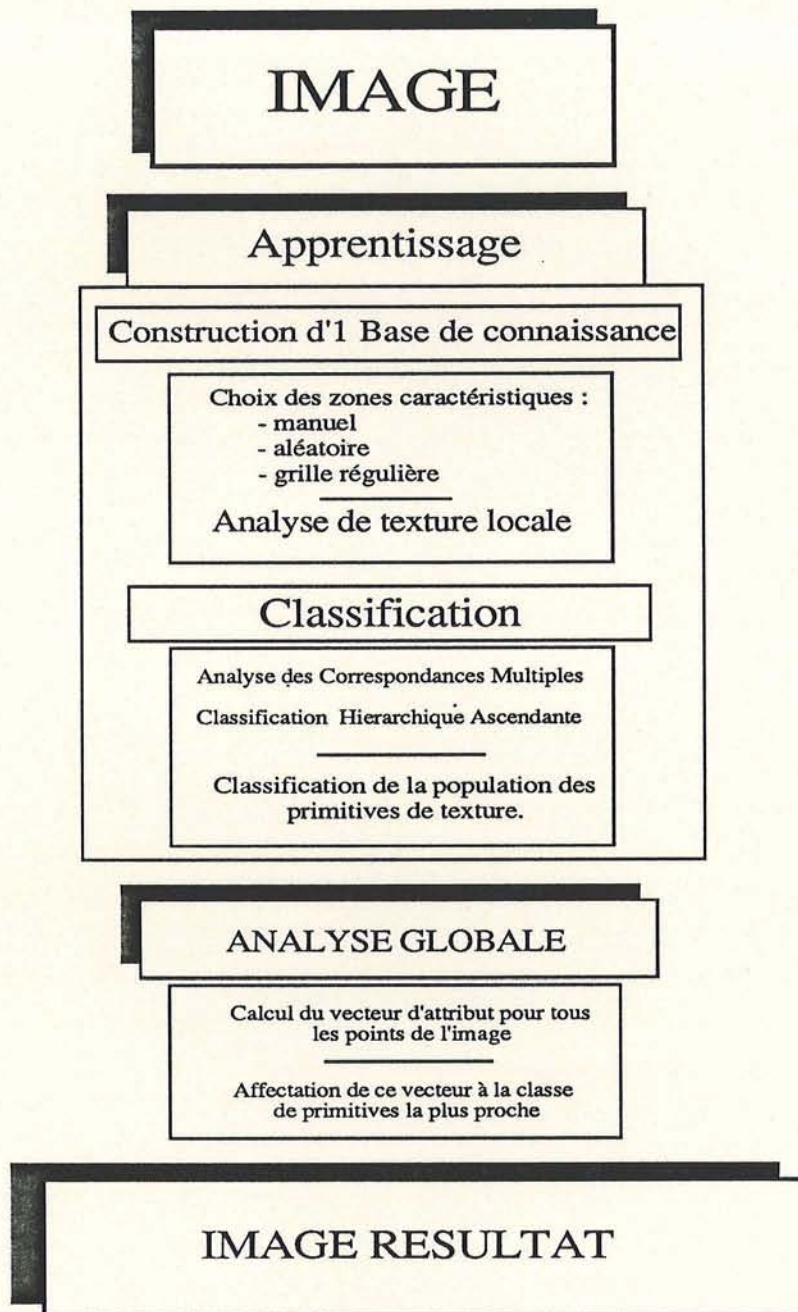 IMAGE
Apprentissage
Construction d'1 Base de connaissance
Choix des zones caractéristiques :
- manuel
- aléatoire
- grille régulière
Analyse de texture locale
Classification
Analyse des Correspondances Multiples
Classification Hierarchique Ascendante
Classification de la population des
primitives de texture.
ANALYSE GLOBALE
Calcul du vecteur d'attribut pour tous
les points de l'image
Affectation de ce vecteur à la classe
de primitives la plus proche
IMAGE RESULTAT